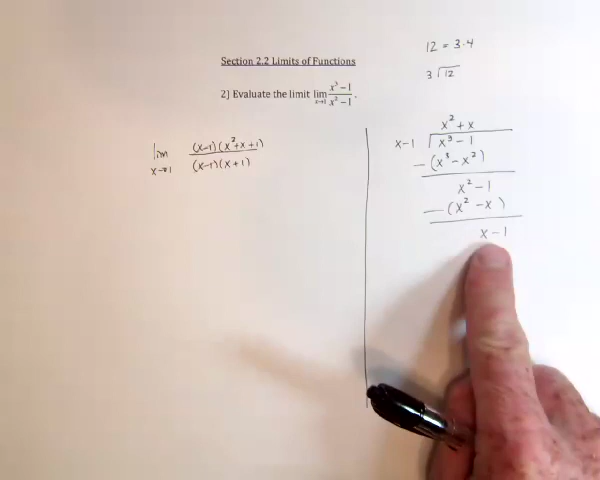 Section 2.2 Limits of Functions
2) Evaluate the limit lim x→1 x³ − 1 / x² − 1 .
12 = 3·4
3 √12
lim x→1 (x−1)(x²+x+1) / (x−1)(x+1)
x² + x
x−1 √x³ − 1
−(x³ − x²)
x² − 1
−(x² − x)
x − 1